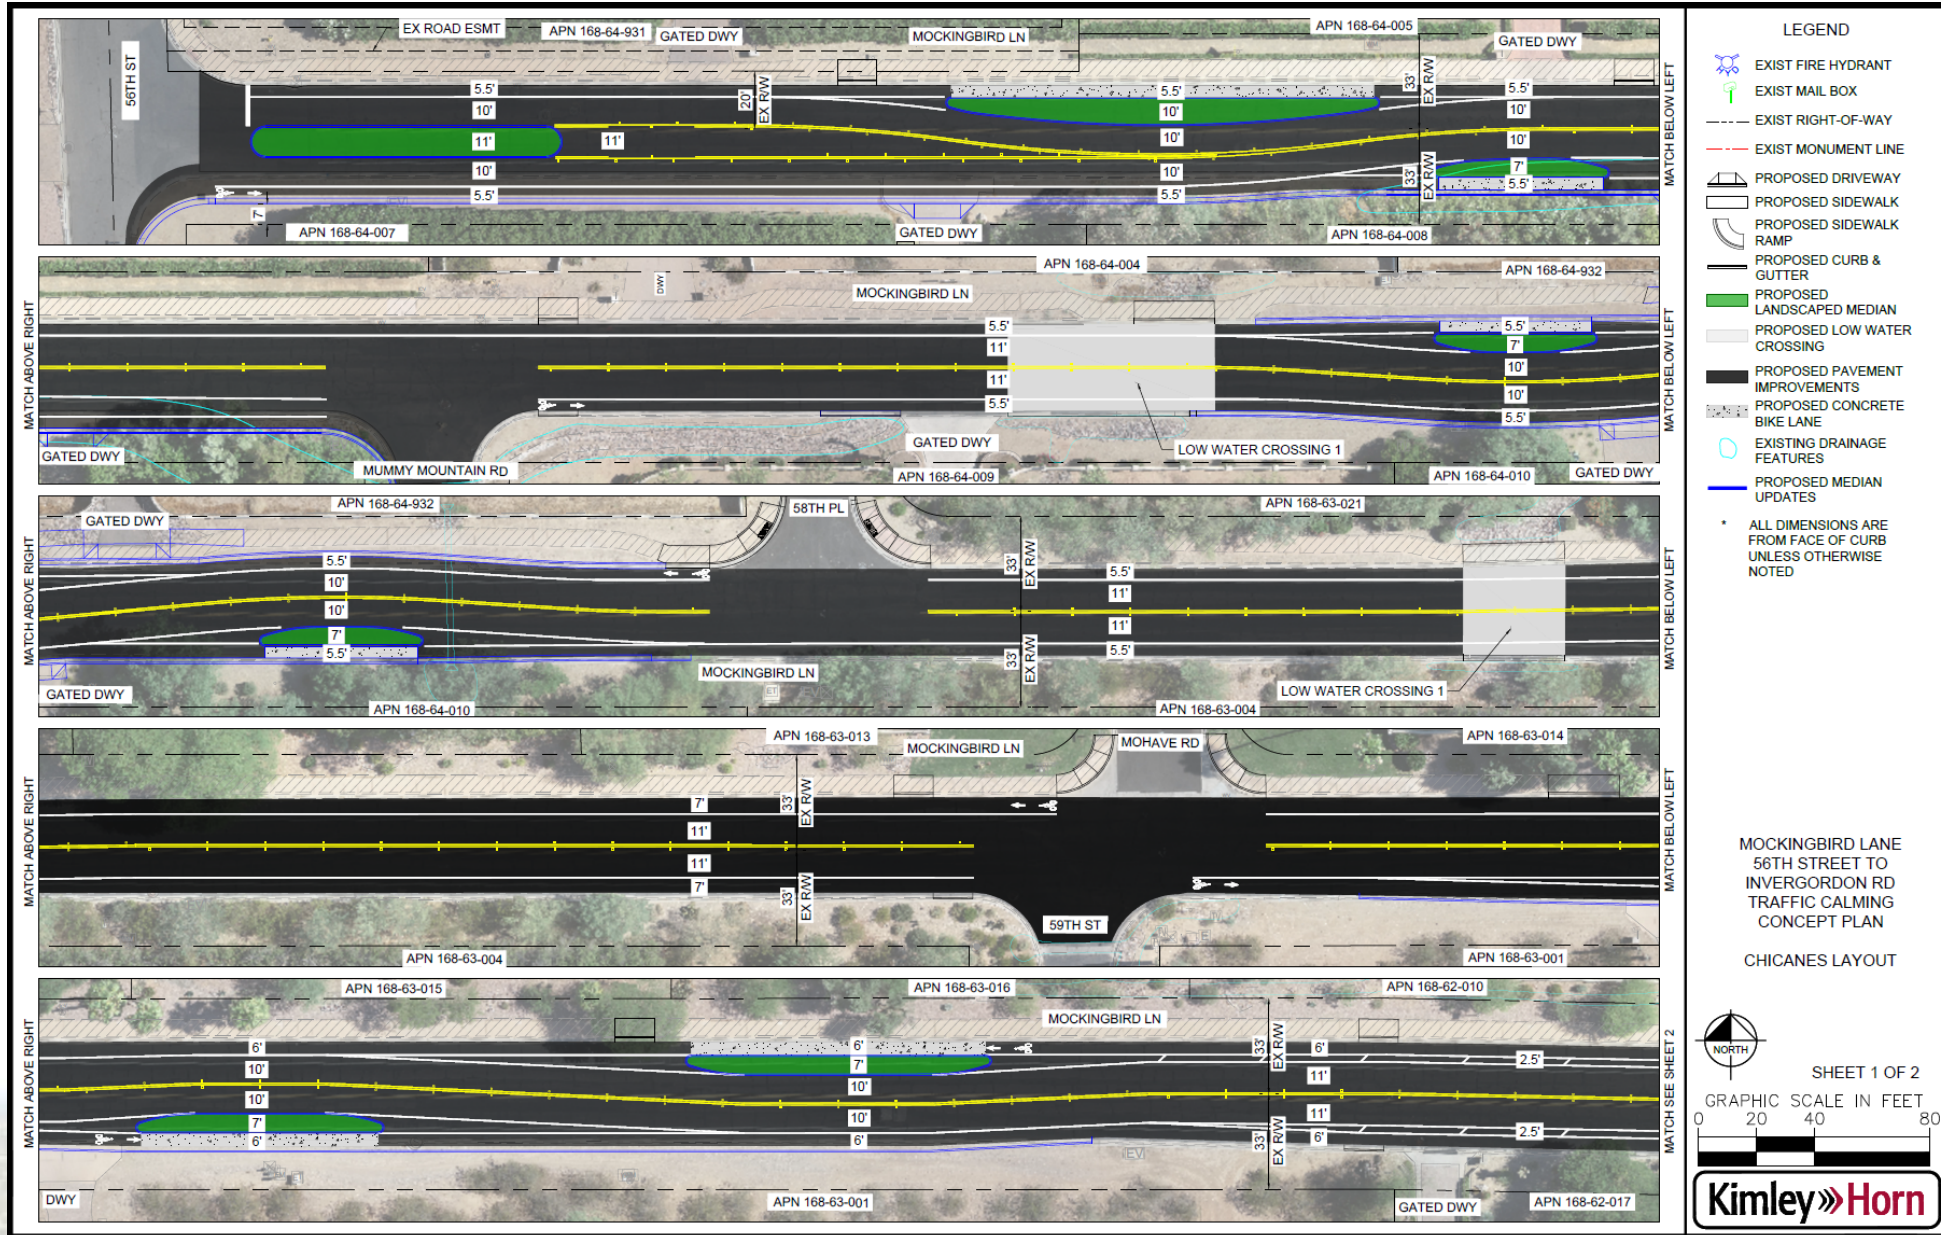 EX ROAD ESMT
APN 168-64-931
GATED DWY
MOCKINGBIRD LN
APN 168-64-005
GATED DWY
56TH ST
5.5'
10'
11'
11'
10'
5.5'
7'
20'
EX R/W
5.5'
10'
10'
10'
5.5'
33'
EX R/W
33'
EX R/W
5.5'
10'
10'
7'
5.5'
APN 168-64-007
GATED DWY
APN 168-64-008
MATCH BELOW LEFT
MATCH ABOVE RIGHT
DWY
APN 168-64-004
APN 168-64-932
MOCKINGBIRD LN
5.5'
11'
11'
5.5'
5.5'
7'
10'
10'
5.5'
GATED DWY
MUMMY MOUNTAIN RD
GATED DWY
APN 168-64-009
LOW WATER CROSSING 1
APN 168-64-010
GATED DWY
MATCH BELOW LEFT
MATCH ABOVE RIGHT
APN 168-64-932
GATED DWY
58TH PL
APN 168-63-021
5.5'
10'
10'
7'
5.5'
33'
EX R/W
33'
EX R/W
5.5'
11'
11'
5.5'
GATED DWY
MOCKINGBIRD LN
ET
APN 168-64-010
APN 168-63-004
LOW WATER CROSSING 1
MATCH BELOW LEFT
MATCH ABOVE RIGHT
APN 168-63-013
MOCKINGBIRD LN
MOHAVE RD
APN 168-63-014
7'
11'
11'
7'
33'
EX R/W
33'
EX R/W
59TH ST
APN 168-63-004
APN 168-63-001
MATCH BELOW LEFT
MATCH ABOVE RIGHT
APN 168-63-015
APN 168-63-016
APN 168-62-010
MOCKINGBIRD LN
6'
10'
10'
7'
6'
6'
7'
10'
10'
6'
33'
EX R/W
33'
EX R/W
6'
11'
11'
6'
2.5'
2.5'
EV
DWY
APN 168-63-001
GATED DWY
APN 168-62-017
MATCH SEE SHEET 2
LEGEND
EXIST FIRE HYDRANT
EXIST MAIL BOX
EXIST RIGHT-OF-WAY
EXIST MONUMENT LINE
PROPOSED DRIVEWAY
PROPOSED SIDEWALK
PROPOSED SIDEWALK
RAMP
PROPOSED CURB &
GUTTER
PROPOSED
LANDSCAPED MEDIAN
PROPOSED LOW WATER
CROSSING
PROPOSED PAVEMENT
IMPROVEMENTS
PROPOSED CONCRETE
BIKE LANE
EXISTING DRAINAGE
FEATURES
PROPOSED MEDIAN
UPDATES
* ALL DIMENSIONS ARE
FROM FACE OF CURB
UNLESS OTHERWISE
NOTED
MOCKINGBIRD LANE
56TH STREET TO
INVERGORDON RD
TRAFFIC CALMING
CONCEPT PLAN
CHICANES LAYOUT
NORTH
SHEET 1 OF 2
GRAPHIC SCALE IN FEET
0 20 40 80
Kimley»Horn